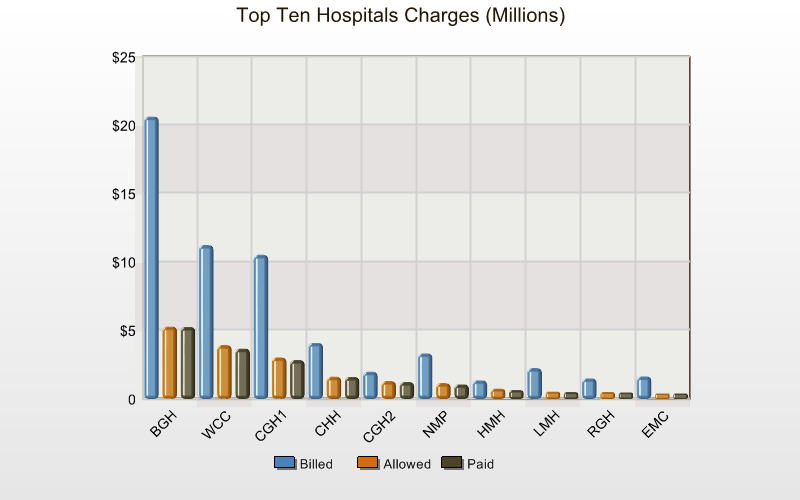 Top Ten Hospitals Charges (Millions)
$25
$20
$15
$10
$5
0
BGH WCC CGH1 CHH CGH2 NMP HMH LMH RGH EMC
Billed Allowed Paid